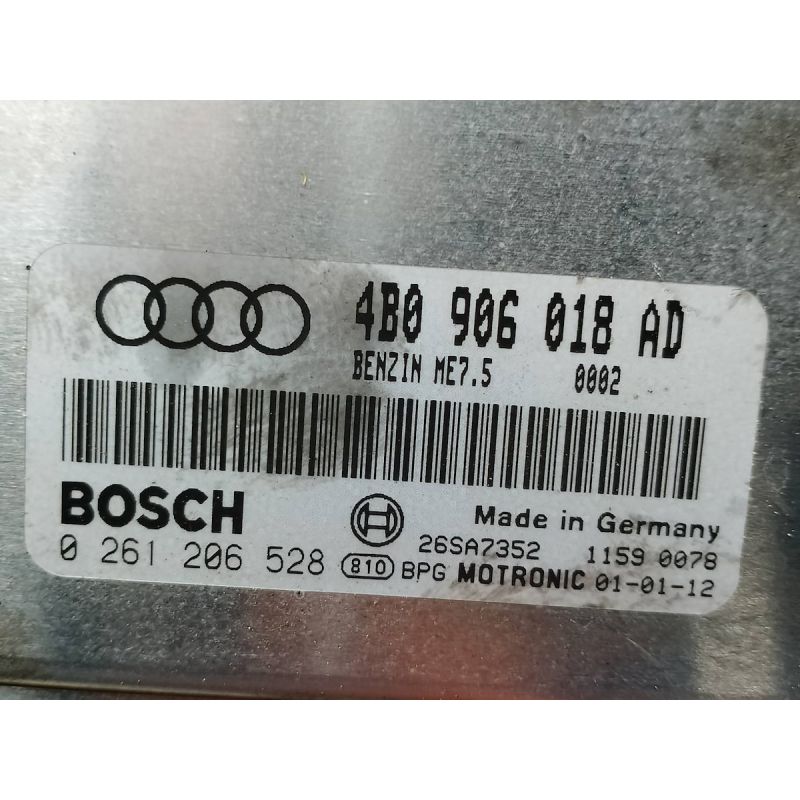 4B0 906 018 AD
BENZIN ME7.5 0002
BOSCH
Made in Germany
0 261 206 528
26SA7352 1159 0078
810 BPG MOTRONIC 01-01-12